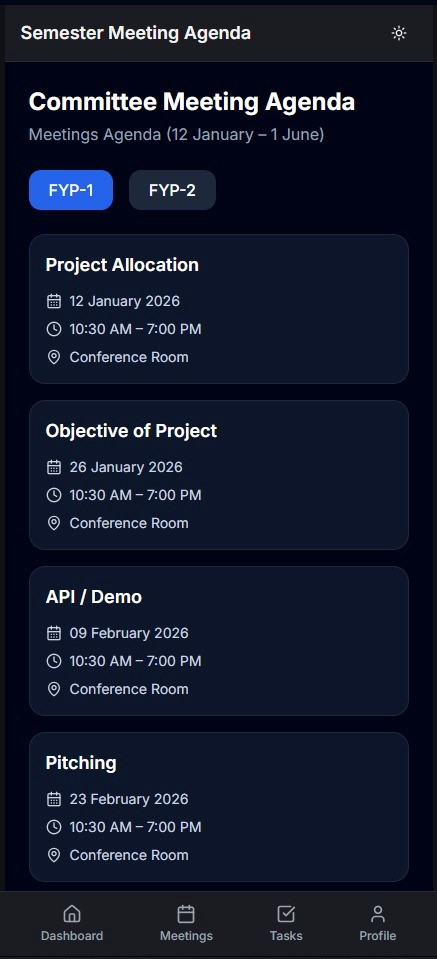 Semester Meeting Agenda
Committee Meeting Agenda
Meetings Agenda (12 January – 1 June)
FYP-1
FYP-2
Project Allocation
12 January 2026
10:30 AM – 7:00 PM
Conference Room
Objective of Project
26 January 2026
10:30 AM – 7:00 PM
Conference Room
API / Demo
09 February 2026
10:30 AM – 7:00 PM
Conference Room
Pitching
23 February 2026
10:30 AM – 7:00 PM
Conference Room
Dashboard
Meetings
Tasks
Profile